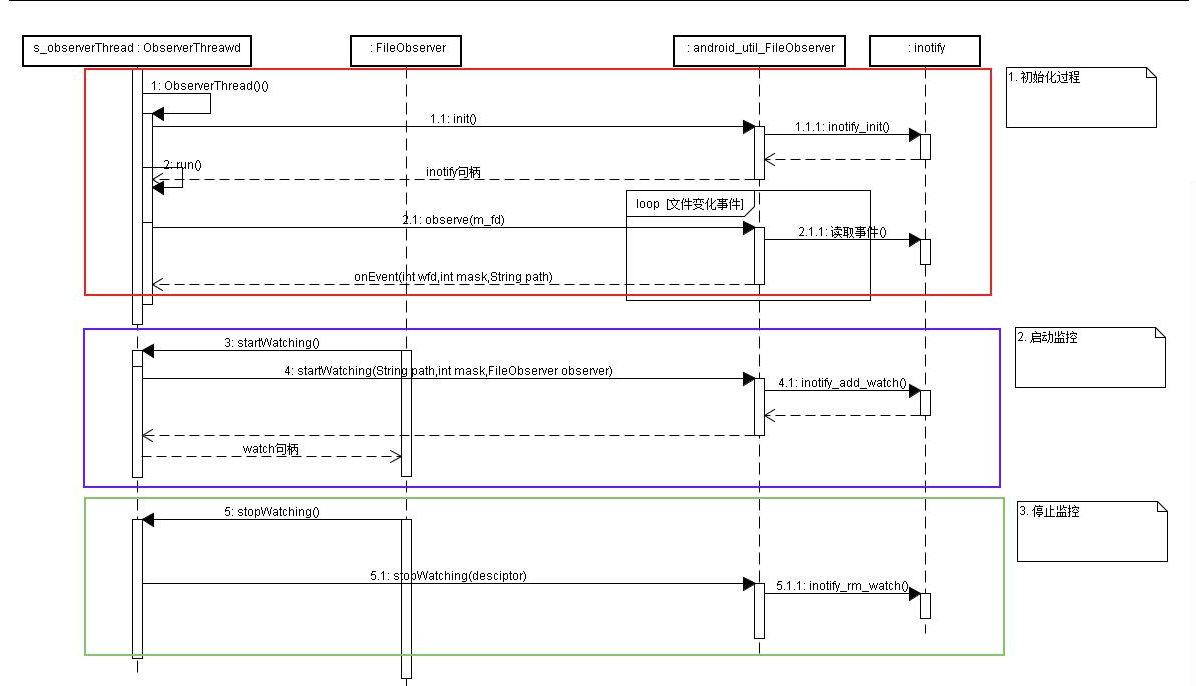 s_observerThread : ObserverThreawd
: FileObserver
: android_util_FileObserver
: inotify
1. 初始化过程
1: ObserverThread()()
1.1: init()
1.1.1: inotify_init()
2: run()
inotify句柄
loop [文件变化事件]
2.1: observe(m_fd)
2.1.1: 读取事件()
onEvent(int wfd,int mask,String path)
2. 启动监控
3: startWatching()
4: startWatching(String path,int mask,FileObserver observer)
4.1: inotify_add_watch()
watch句柄
3. 停止监控
5: stopWatching()
5.1: stopWatching(desciptor)
5.1.1: inotify_rm_watch()